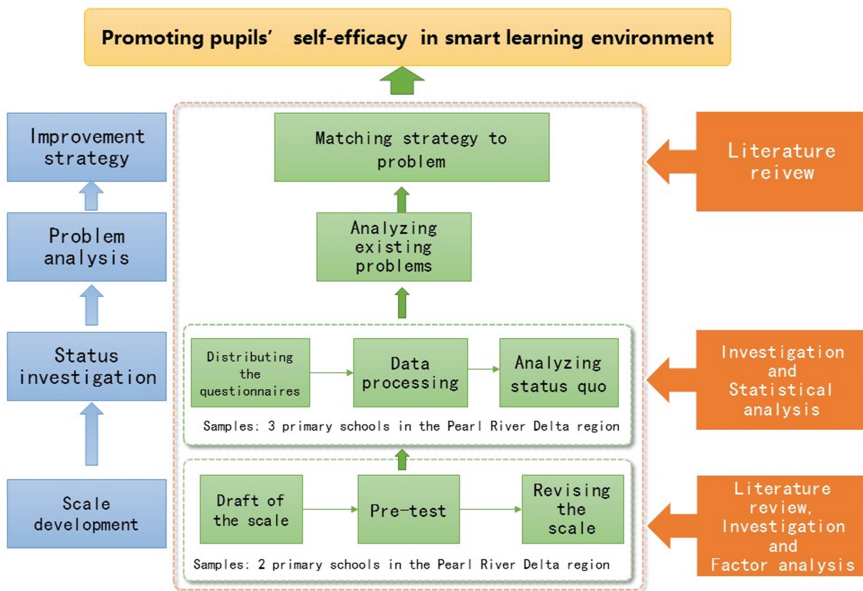 Promoting pupils’ self-efficacy in smart learning environment
Improvement
strategy
Matching strategy to
problem
Literature
reivew
Problem
analysis
Analyzing
existing
problems
Status
investigation
Distributing
the
questionnaires
Data
processing
Analyzing
status quo
Samples: 3 primary schools in the Pearl River Delta region
Investigation
and
Statistical
analysis
Scale
development
Draft of
the scale
Pre-test
Revising
the
scale
Samples: 2 primary schools in the Pearl River Delta region
Literature
review,
Investigation
and
Factor analysis